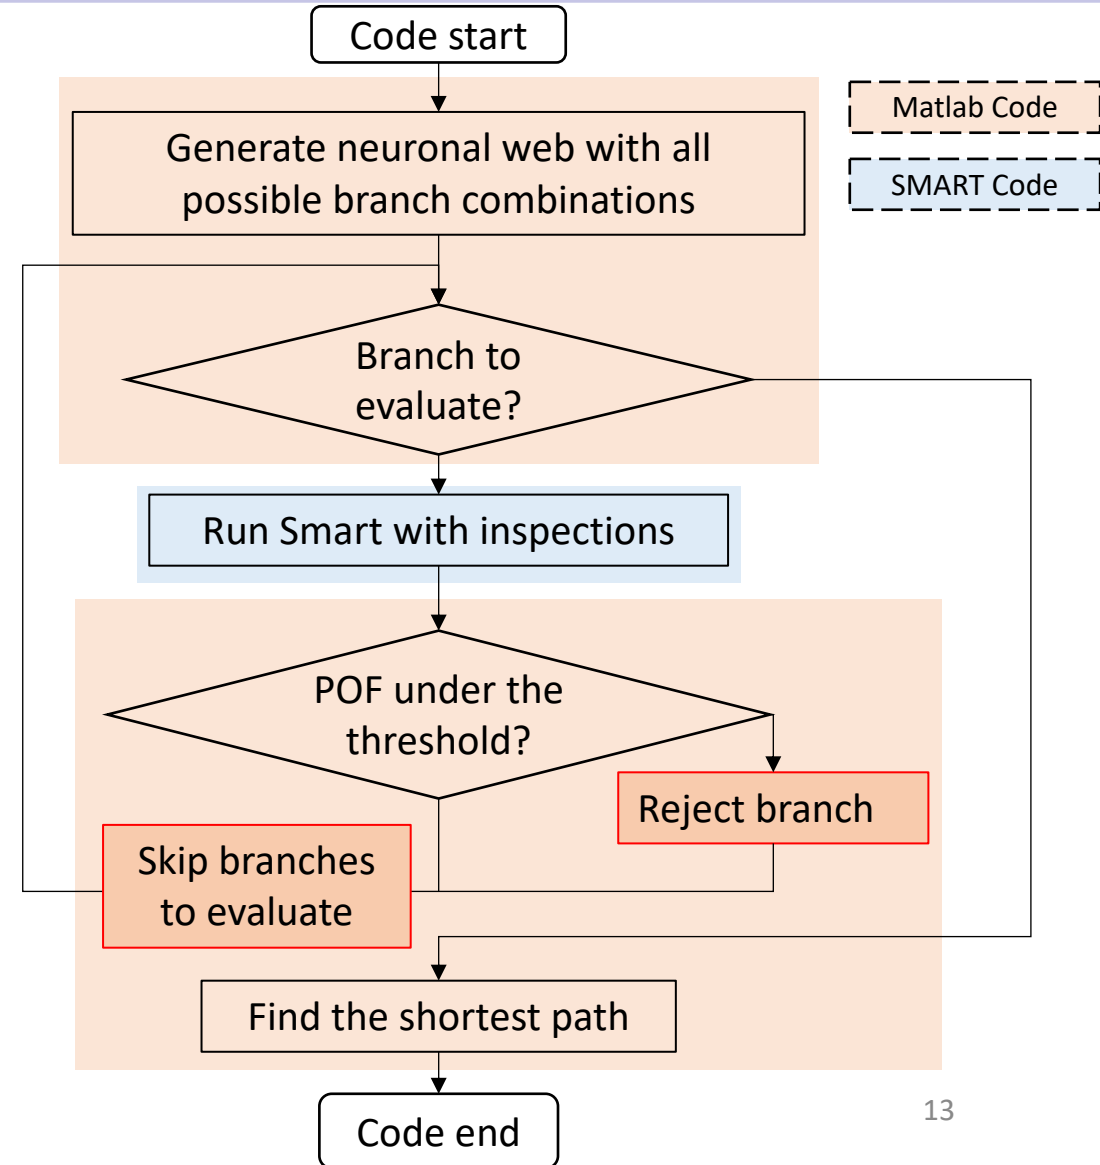 Code start
Matlab Code
Generate neuronal web with all
possible branch combinations
SMART Code
Branch to
evaluate?
Run Smart with inspections
POF under the
threshold?
Reject branch
Skip branches
to evaluate
Find the shortest path
13
Code end